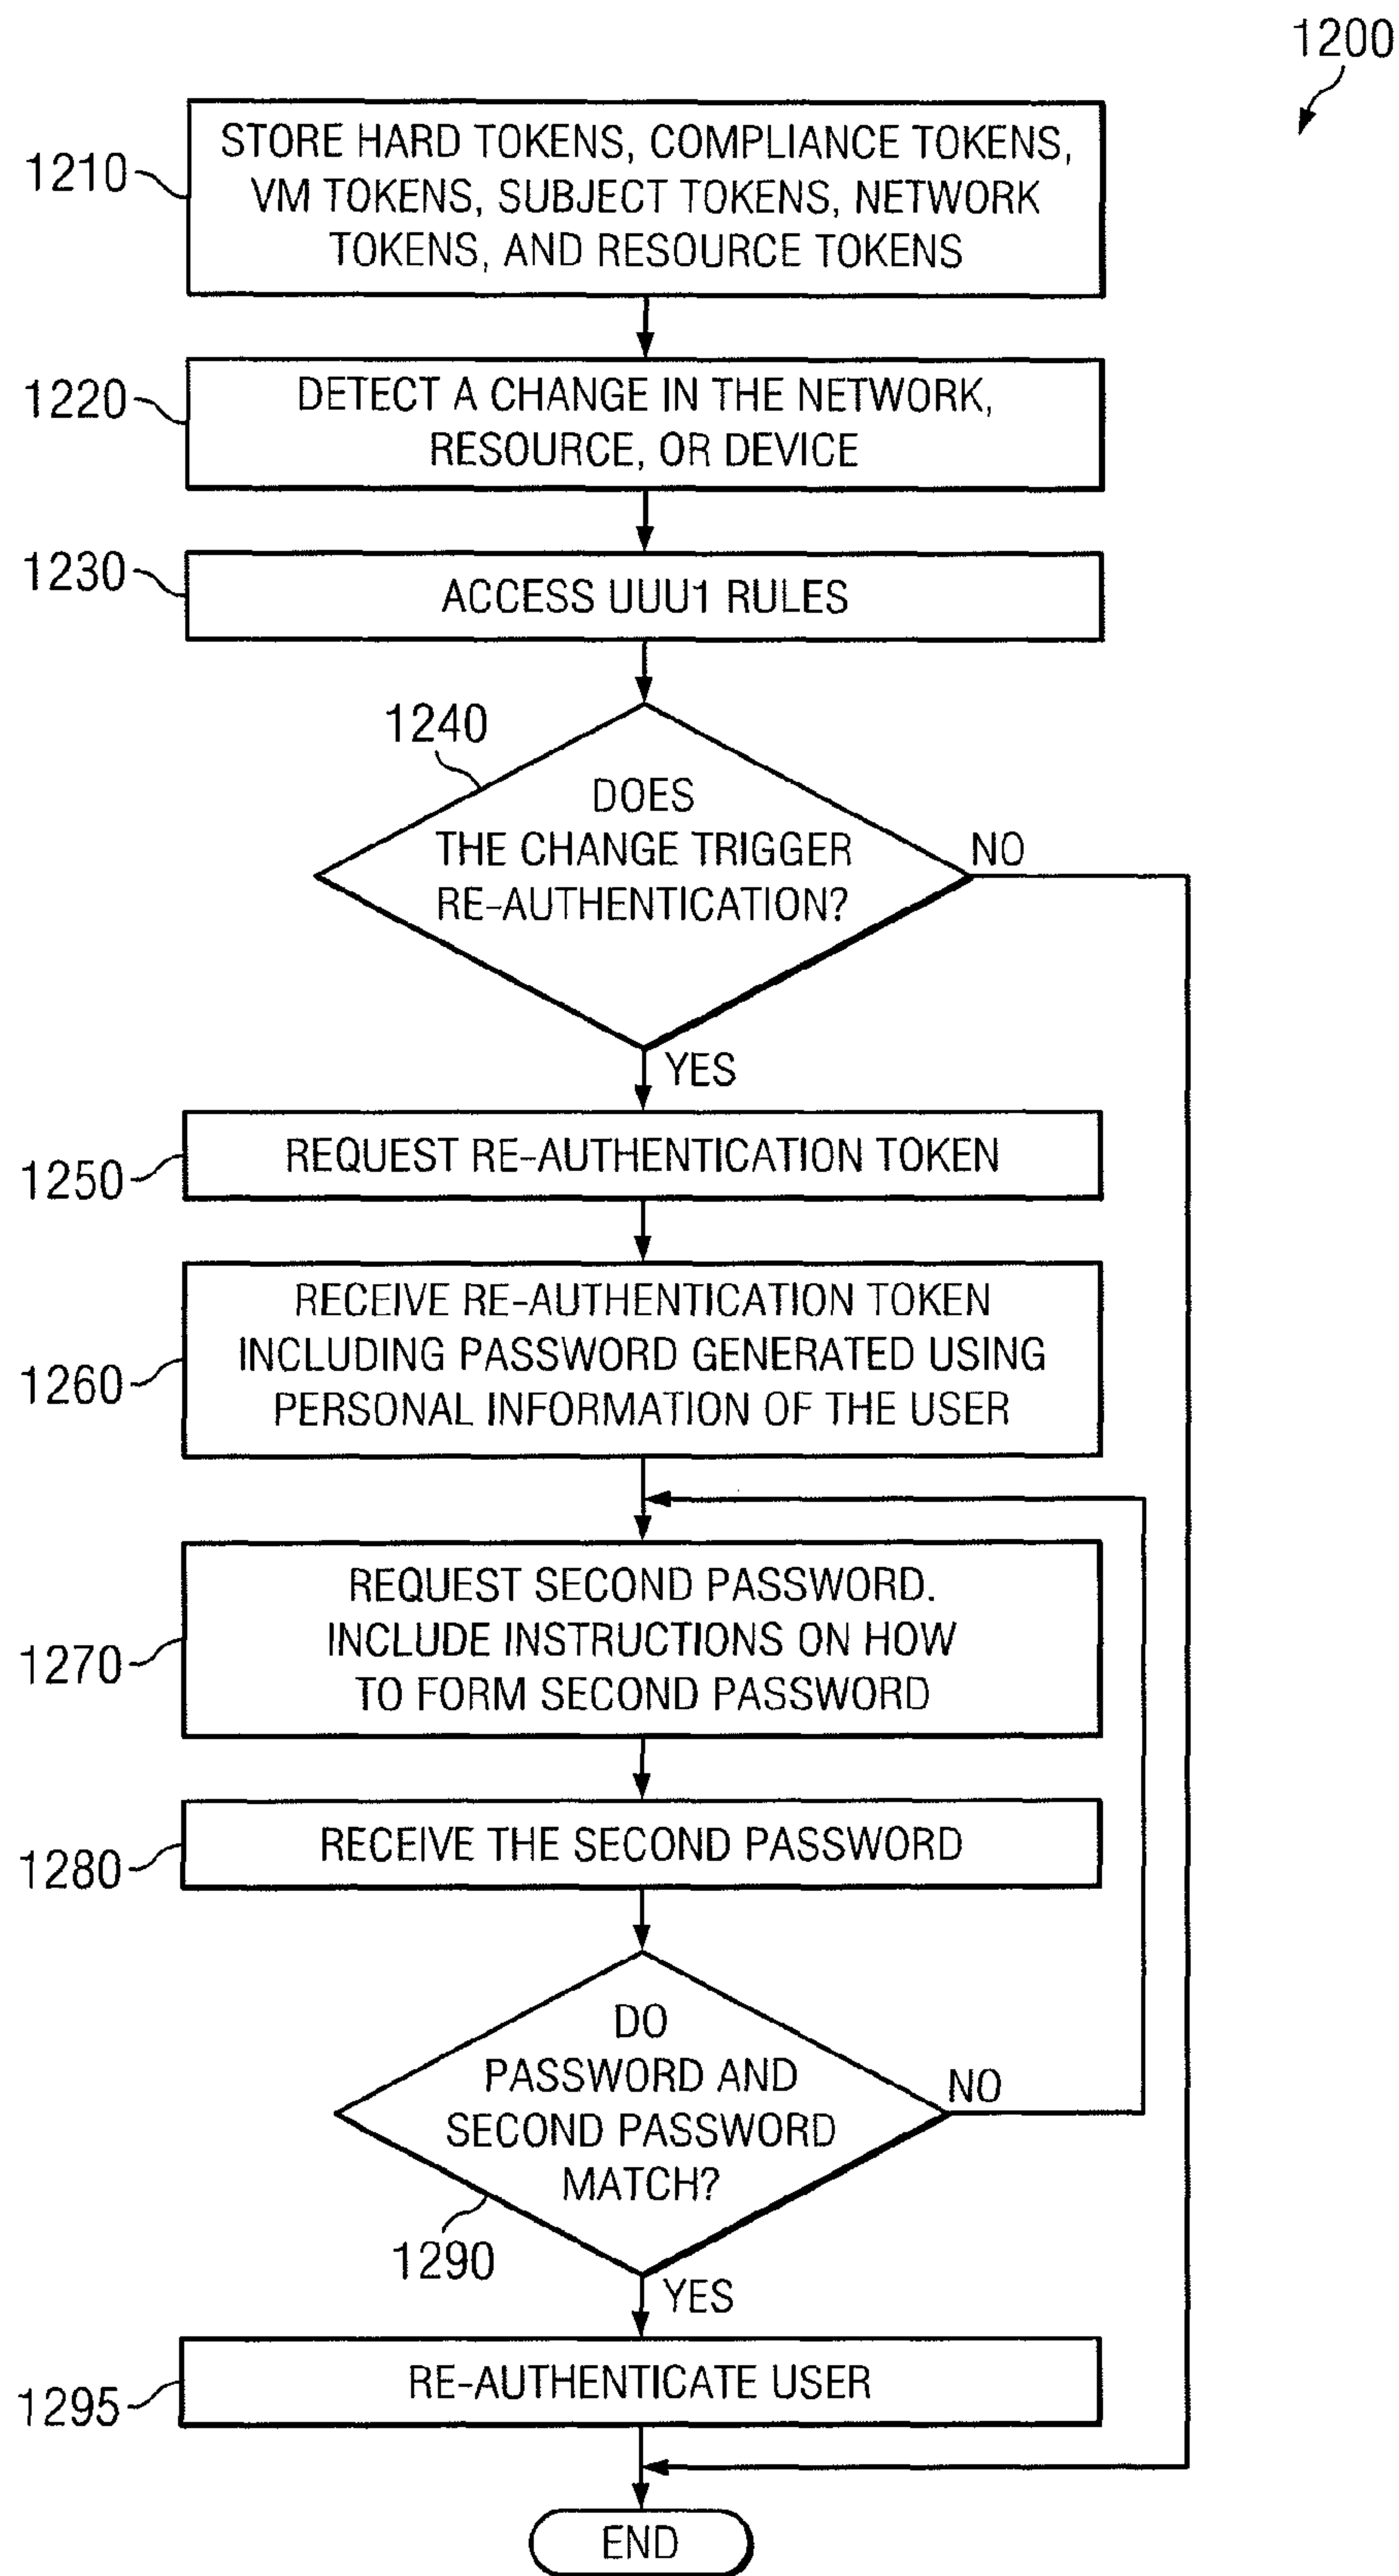 1200
1210
STORE HARD TOKENS, COMPLIANCE TOKENS,
VM TOKENS, SUBJECT TOKENS, NETWORK
TOKENS, AND RESOURCE TOKENS
1220
DETECT A CHANGE IN THE NETWORK,
RESOURCE, OR DEVICE
1230
ACCESS UUU1 RULES
1240
DOES
THE CHANGE TRIGGER
RE-AUTHENTICATION?
NO
YES
1250
REQUEST RE-AUTHENTICATION TOKEN
1260
RECEIVE RE-AUTHENTICATION TOKEN
INCLUDING PASSWORD GENERATED USING
PERSONAL INFORMATION OF THE USER
1270
REQUEST SECOND PASSWORD.
INCLUDE INSTRUCTIONS ON HOW
TO FORM SECOND PASSWORD
1280
RECEIVE THE SECOND PASSWORD
DO
PASSWORD AND
SECOND PASSWORD
MATCH?
NO
1290
YES
1295
RE-AUTHENTICATE USER
END